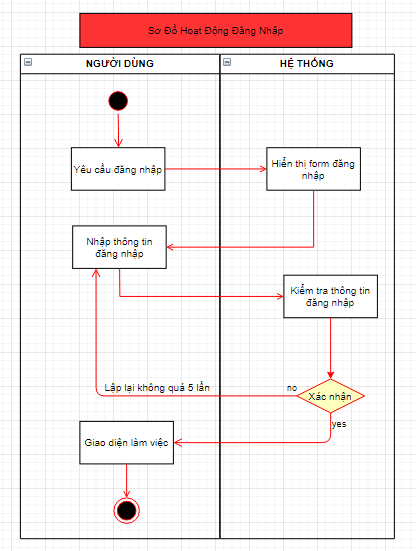 Sơ Đồ Hoạt Động Đăng Nhập
NGƯỜI DÙNG
HỆ THỐNG
Yêu cầu đăng nhập
Hiển thị form đăng
nhập
Nhập thông tin
đăng nhập
Kiểm tra thông tin
đăng nhập
Lập lại không quá 5 lần
no
Xác nhận
yes
Giao diện làm việc